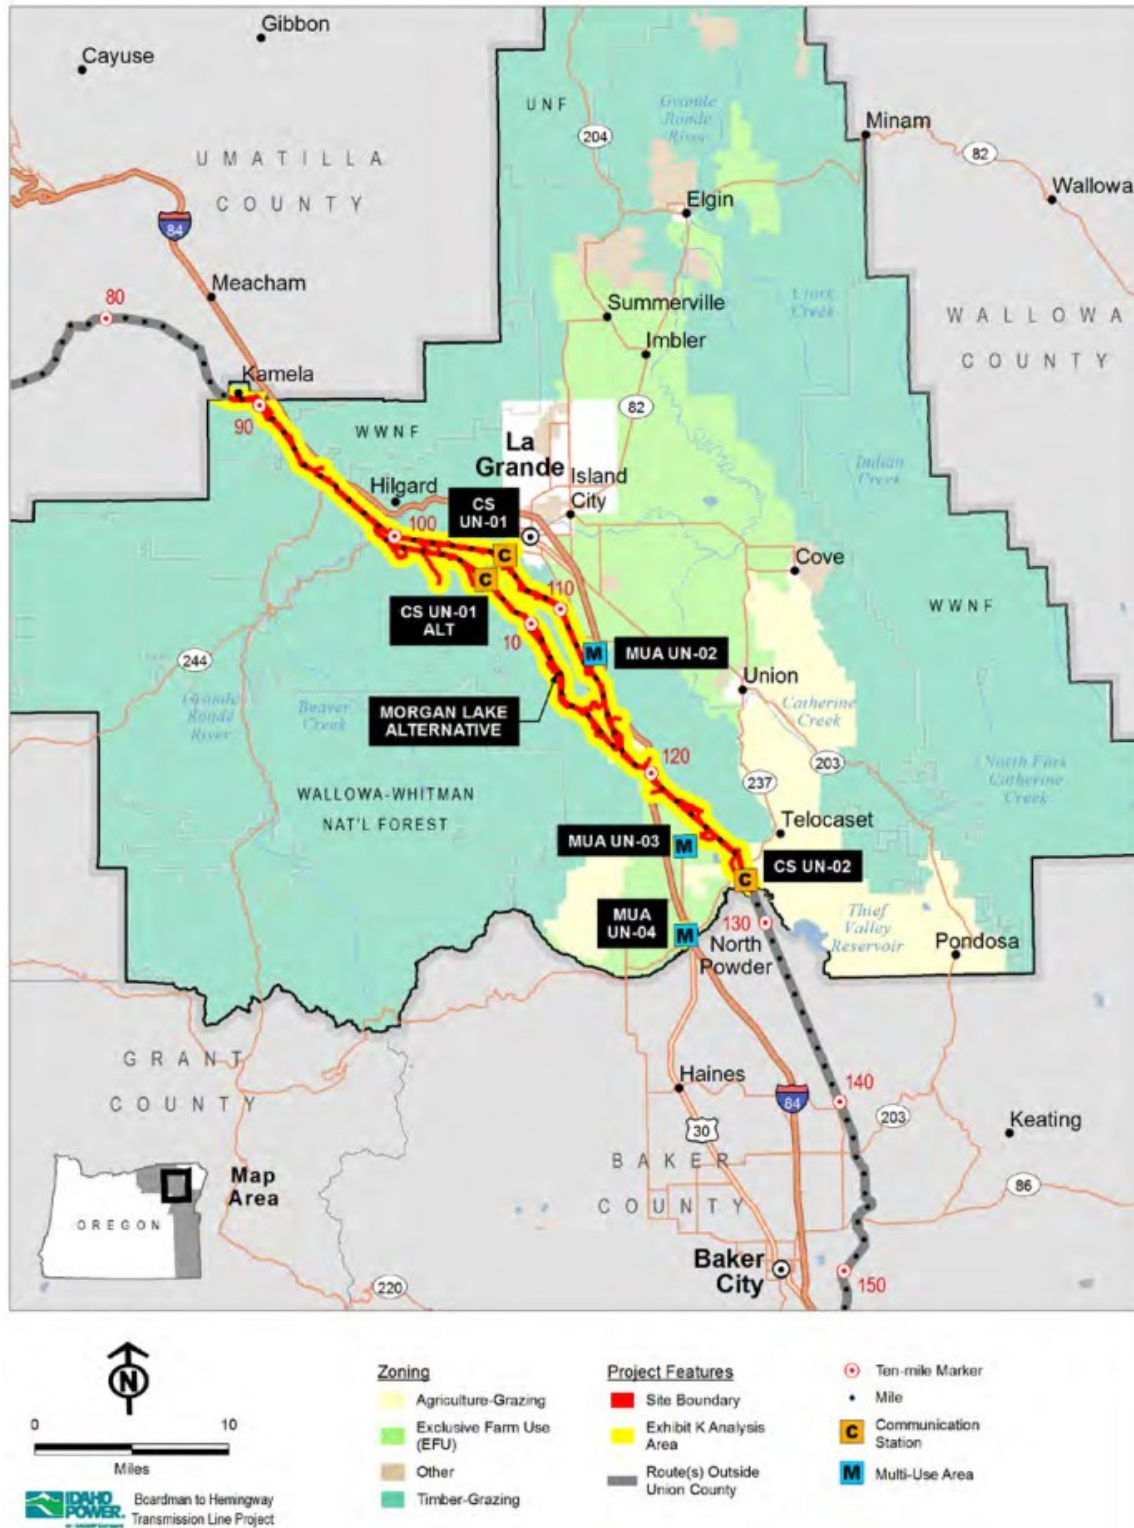 Gibbon
Cayuse
UNF
Grande
Ronde
River
204
Minam
82
UMATILLA
COUNTY
Wallowa
Elgin
84
Meacham
80
Clark
Creek
Summerville
WALLOWA
COUNTY
Imbler
Kamela
82
90
WWNF
La
Grande
Island
City
Indian
Creek
Hilgard
CS
UN-01
100
Cove
WWNF
CS UN-01
ALT
110
10
MUA UN-02
M
C
C
244
Union
Grande
Ronde
River
Beaver
Creek
MORGAN LAKE
ALTERNATIVE
Catherine
Creek
120
203
North Fork
Catherine
Creek
237
WALLOWA-WHITMAN
NAT'L FOREST
Telocaset
MUA UN-03
M
CS UN-02
C
MUA
UN-04
M
130
North
Powder
Thief
Valley
Reservoir
Pondosa
GRANT
COUNTY
Haines
84
140
203
Keating
30
BAKER
COUNTY
86
Map
Area
OREGON
Baker
City
150
220
N
0 10
Miles
IDAHO
POWER
Boardman to Hemingway
Transmission Line Project
Zoning
Agriculture-Grazing
Exclusive Farm Use
(EFU)
Other
Timber-Grazing
Project Features
Site Boundary
Exhibit K Analysis
Area
Route(s) Outside
Union County
Ten-mile Marker
Mile
C
Communication
Station
M
Multi-Use Area